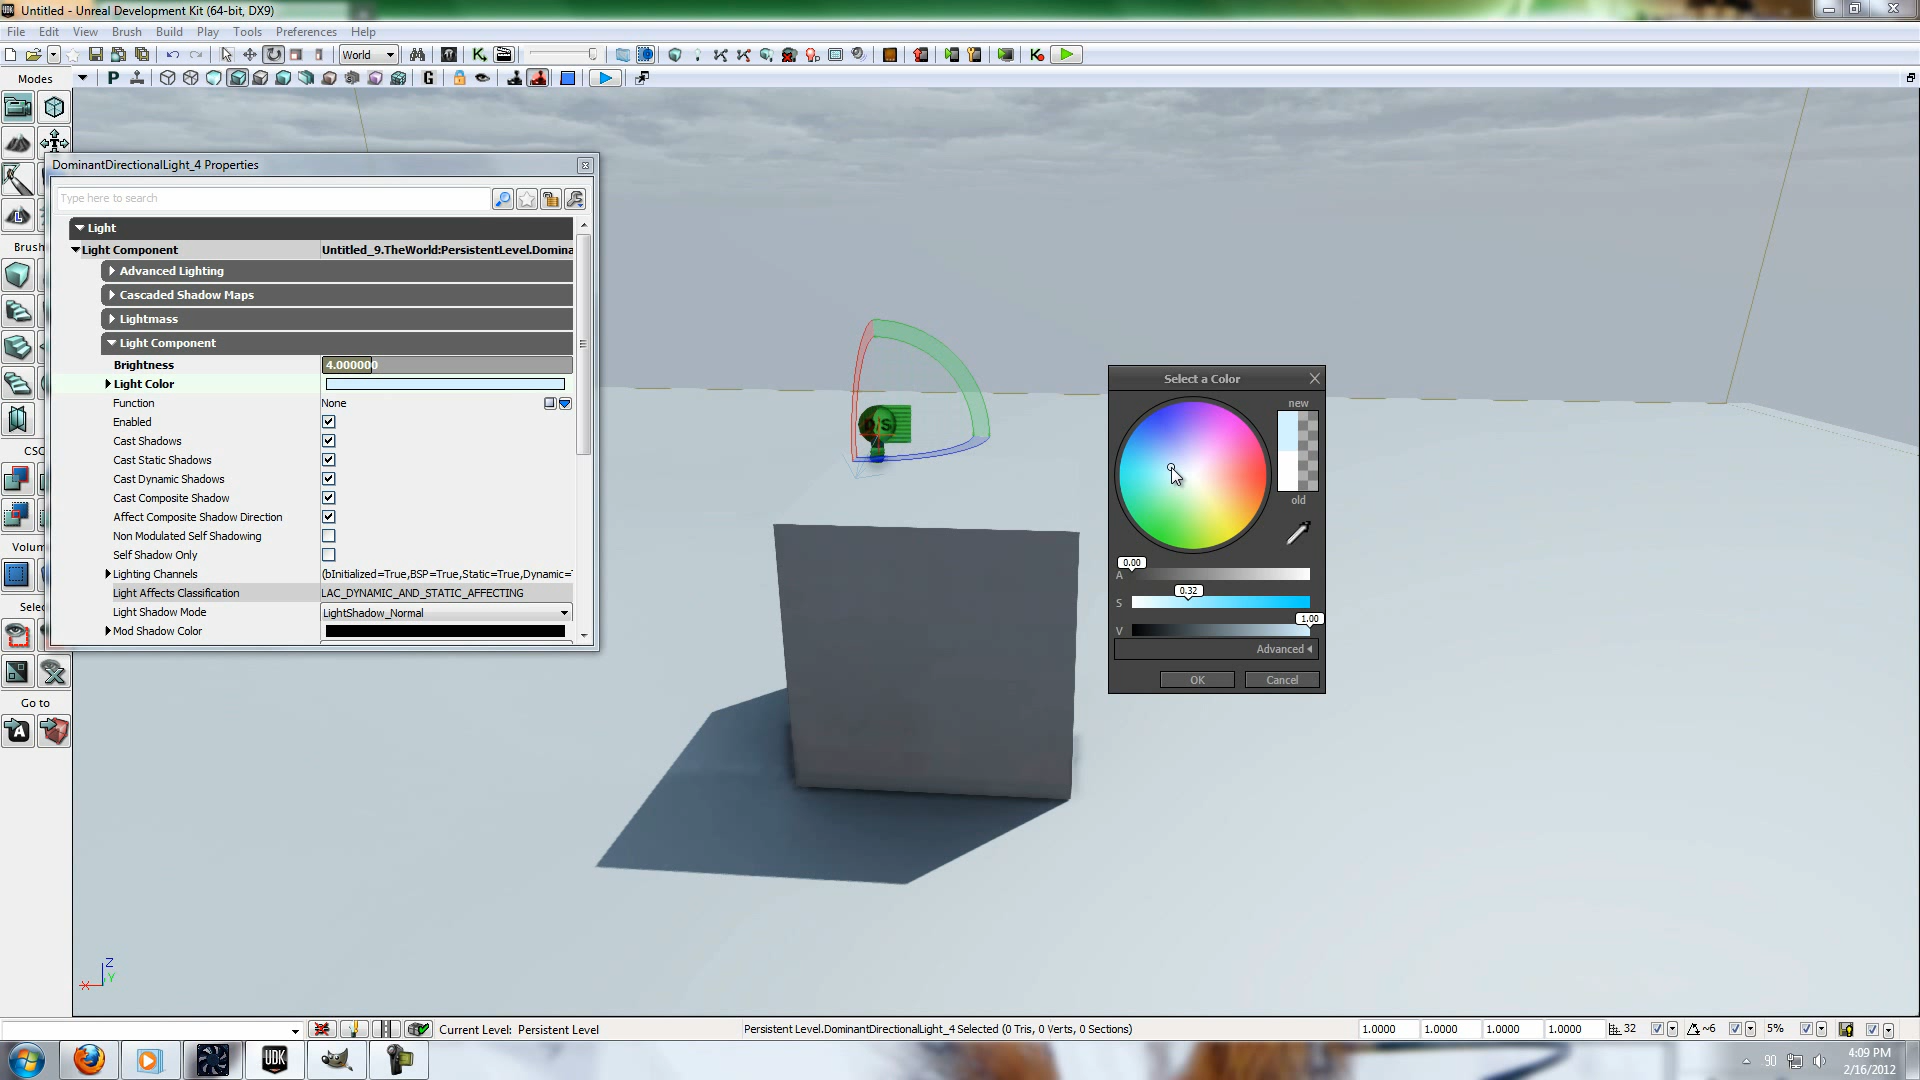 Untitled - Unreal Development Kit (64-bit, DX9)
File Edit View Brush Build Play Tools Preferences Help
World
Modes
P
G
DominantDirectionalLight_4 Properties
Type here to search
Light
Light Component Untitled_9.TheWorld:PersistentLevel.Domina
Advanced Lighting
Cascaded Shadow Maps
Lightmass
Light Component
Brightness 4.000000
Light Color
Function None
Enabled
Cast Shadows
Cast Static Shadows
Cast Dynamic Shadows
Cast Composite Shadow
Affect Composite Shadow Direction
Non Modulated Self Shadowing
Self Shadow Only
Lighting Channels (bInitialized=True,BSP=True,Static=True,Dynamic=
Light Affects Classification LAC_DYNAMIC_AND_STATIC_AFFECTING
Light Shadow Mode LightShadow_Normal
Mod Shadow Color
Brush
CSG
Volum
Selec
Go to
Select a Color
new
old
0.00
A
0.32
S
1.00
V
Advanced
OK Cancel
Z
Y
X
Current Level: Persistent Level
Persistent Level.DominantDirectionalLight_4 Selected (0 Tris, 0 Verts, 0 Sections)
1.0000 1.0000 1.0000 1.0000 32 ~6 5%
UDK
90
4:09 PM
2/16/2012